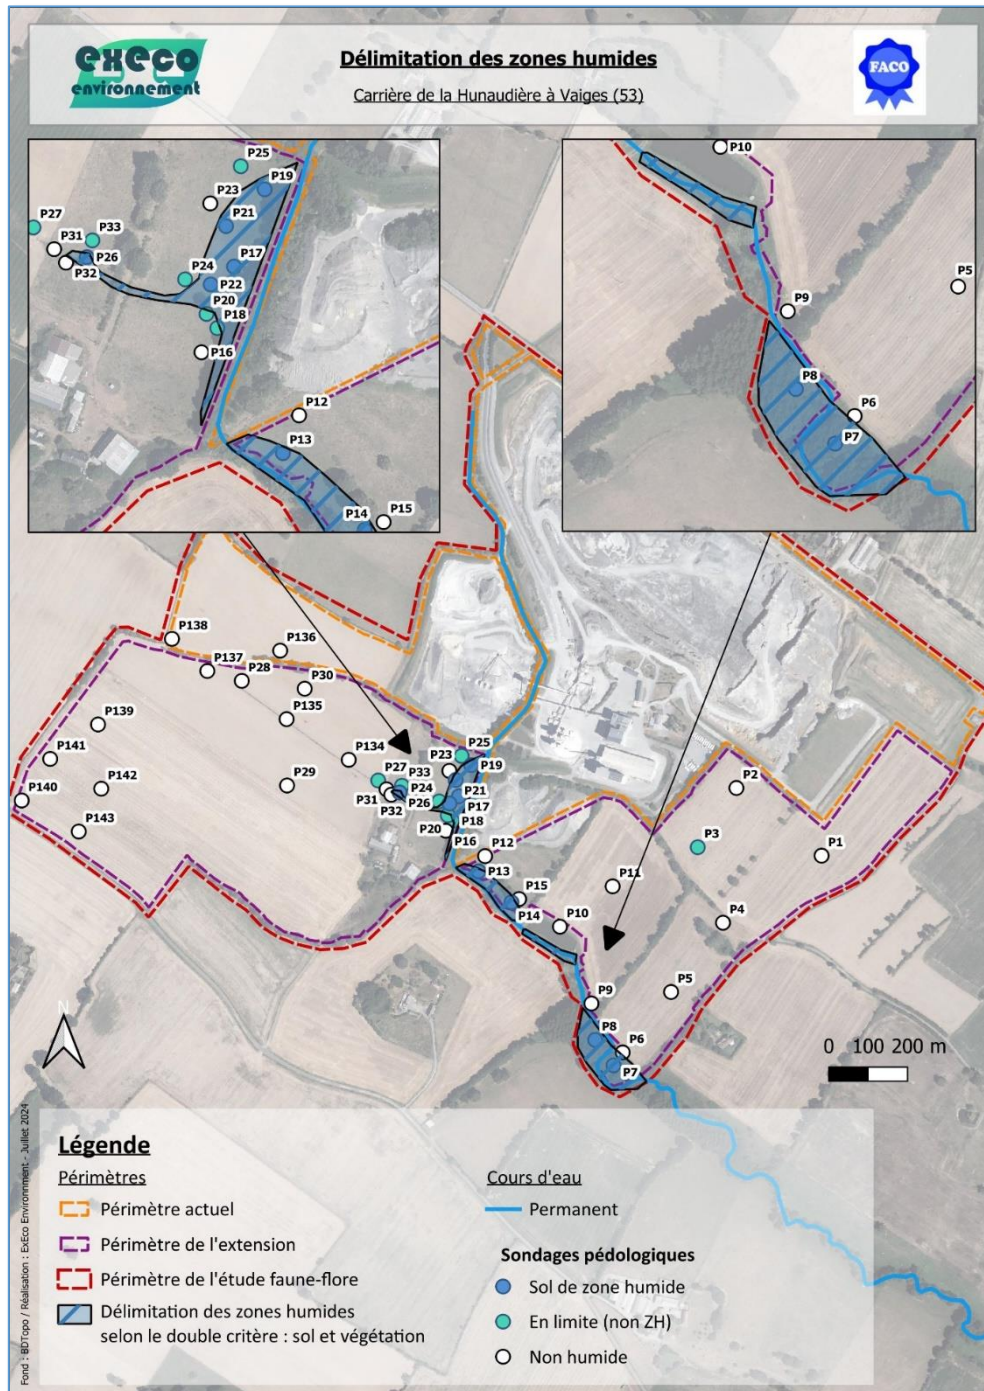 execo
environnement
Délimitation des zones humides
Carrière de la Hunaudière à Vaiges (53)
FACO
P25
P19
P23
P21
P27
P33
P31
P26
P32
P17
P24
P22
P20
P18
P16
P12
P13
P14
P15
P10
P5
P9
P8
P6
P7
P138
P136
P137
P28
P30
P135
P139
P141
P134
P142
P140
P29
P143
P25
P23
P19
P27
P33
P24
P21
P31
P26
P17
P32
P18
P20
P16
P12
P13
P15
P14
P10
P11
P2
P3
P1
P4
P5
P9
P8
P6
P7
N
0 100 200 m
Légende
Périmètres
Périmètre actuel
Périmètre de l'extension
Périmètre de l'étude faune-flore
Délimitation des zones humides
selon le double critère : sol et végétation
Cours d'eau
Permanent
Sondages pédologiques
Sol de zone humide
En limite (non ZH)
Non humide
Fond : BDTopo / Réalisation : ExEco Environnment - Juillet 2024